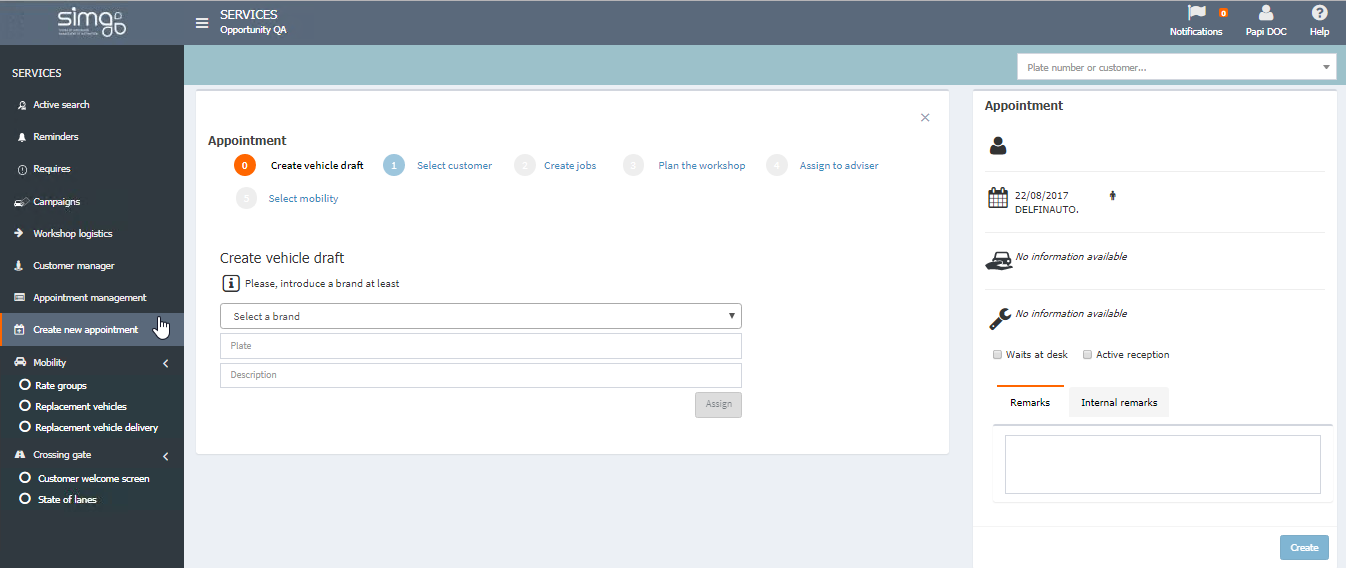 simgo
SERVICES
Opportunity QA
0
Notifications
Papi DOC
Help
SERVICES
Active search
Reminders
Requires
Campaigns
Workshop logistics
Customer manager
Appointment management
Create new appointment
Mobility
Rate groups
Replacement vehicles
Replacement vehicle delivery
Crossing gate
Customer welcome screen
State of lanes
Plate number or customer...
Appointment
0 Create vehicle draft 1 Select customer 2 Create jobs 3 Plan the workshop 4 Assign to adviser
Select mobility
Create vehicle draft
Please, introduce a brand at least
Select a brand
Plate
Description
Assign
Appointment
22/08/2017
DELFINAUTO.
No information available
No information available
Waits at desk Active reception
Remarks Internal remarks
Create